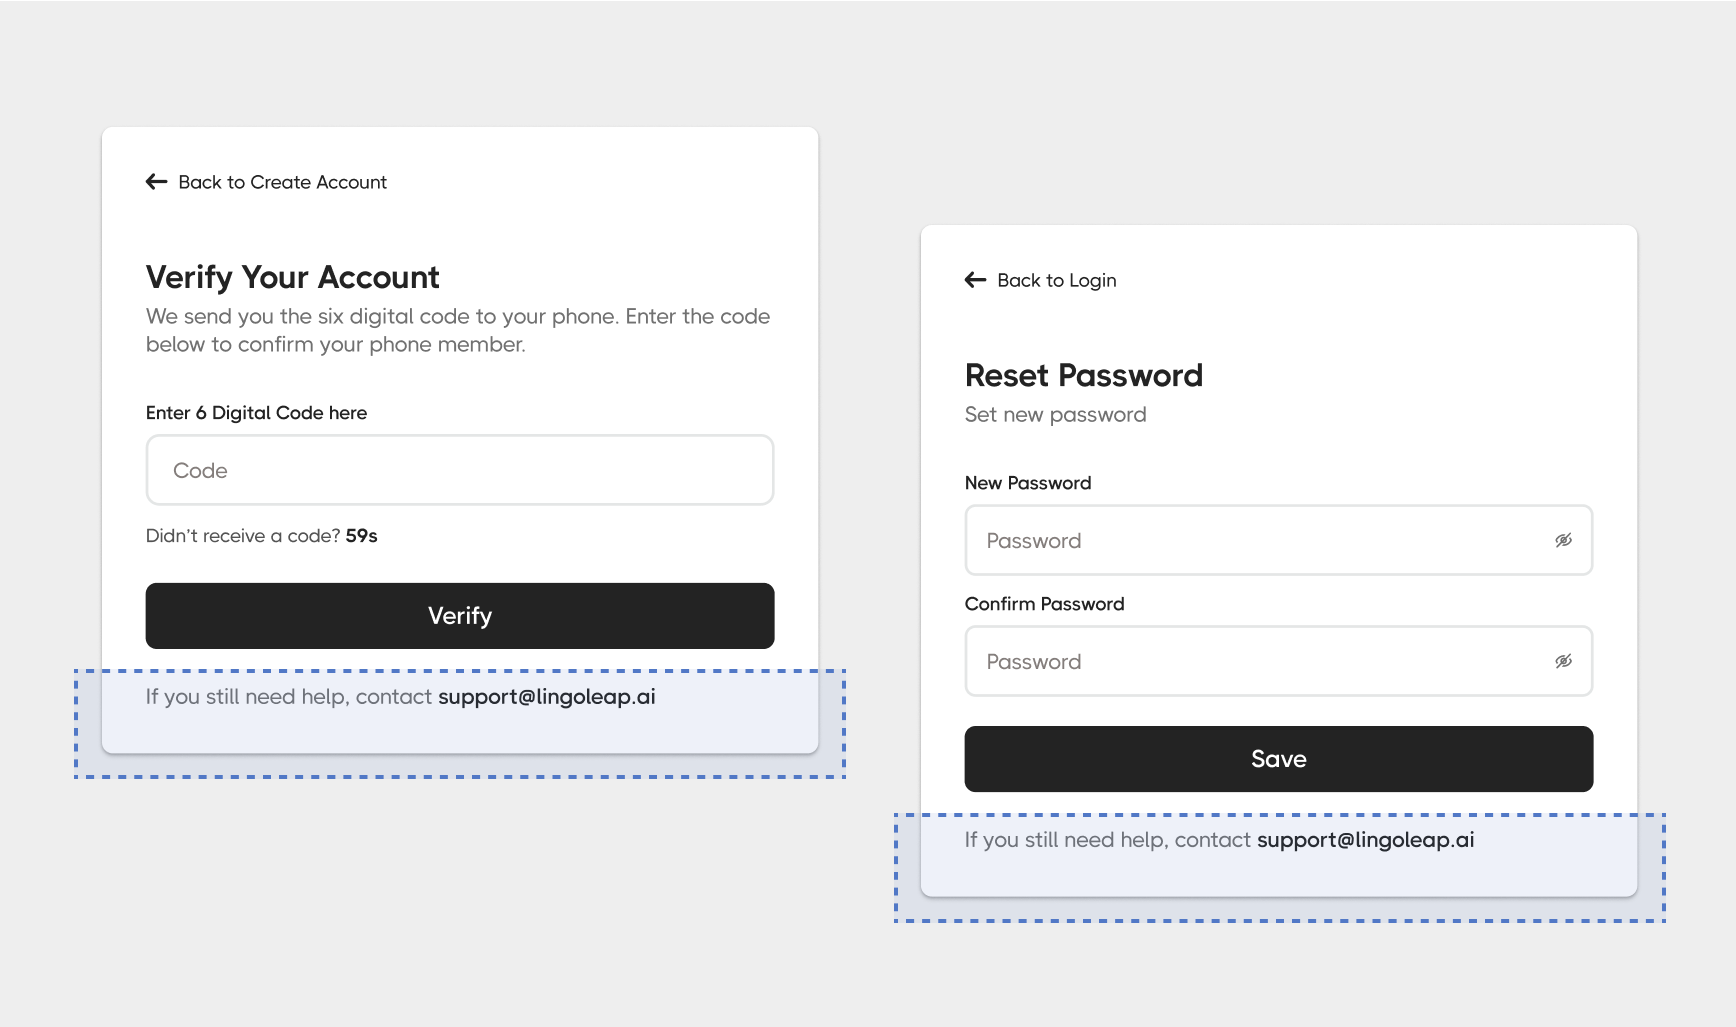 Back to Create Account
Verify Your Account
We send you the six digital code to your phone. Enter the code
below to confirm your phone member.
Enter 6 Digital Code here
Code
Didn't receive a code? 59s
Verify
If you still need help, contact support@lingoleap.ai
Back to Login
Reset Password
Set new password
New Password
Password
Confirm Password
Password
Save
If you still need help, contact support@lingoleap.ai